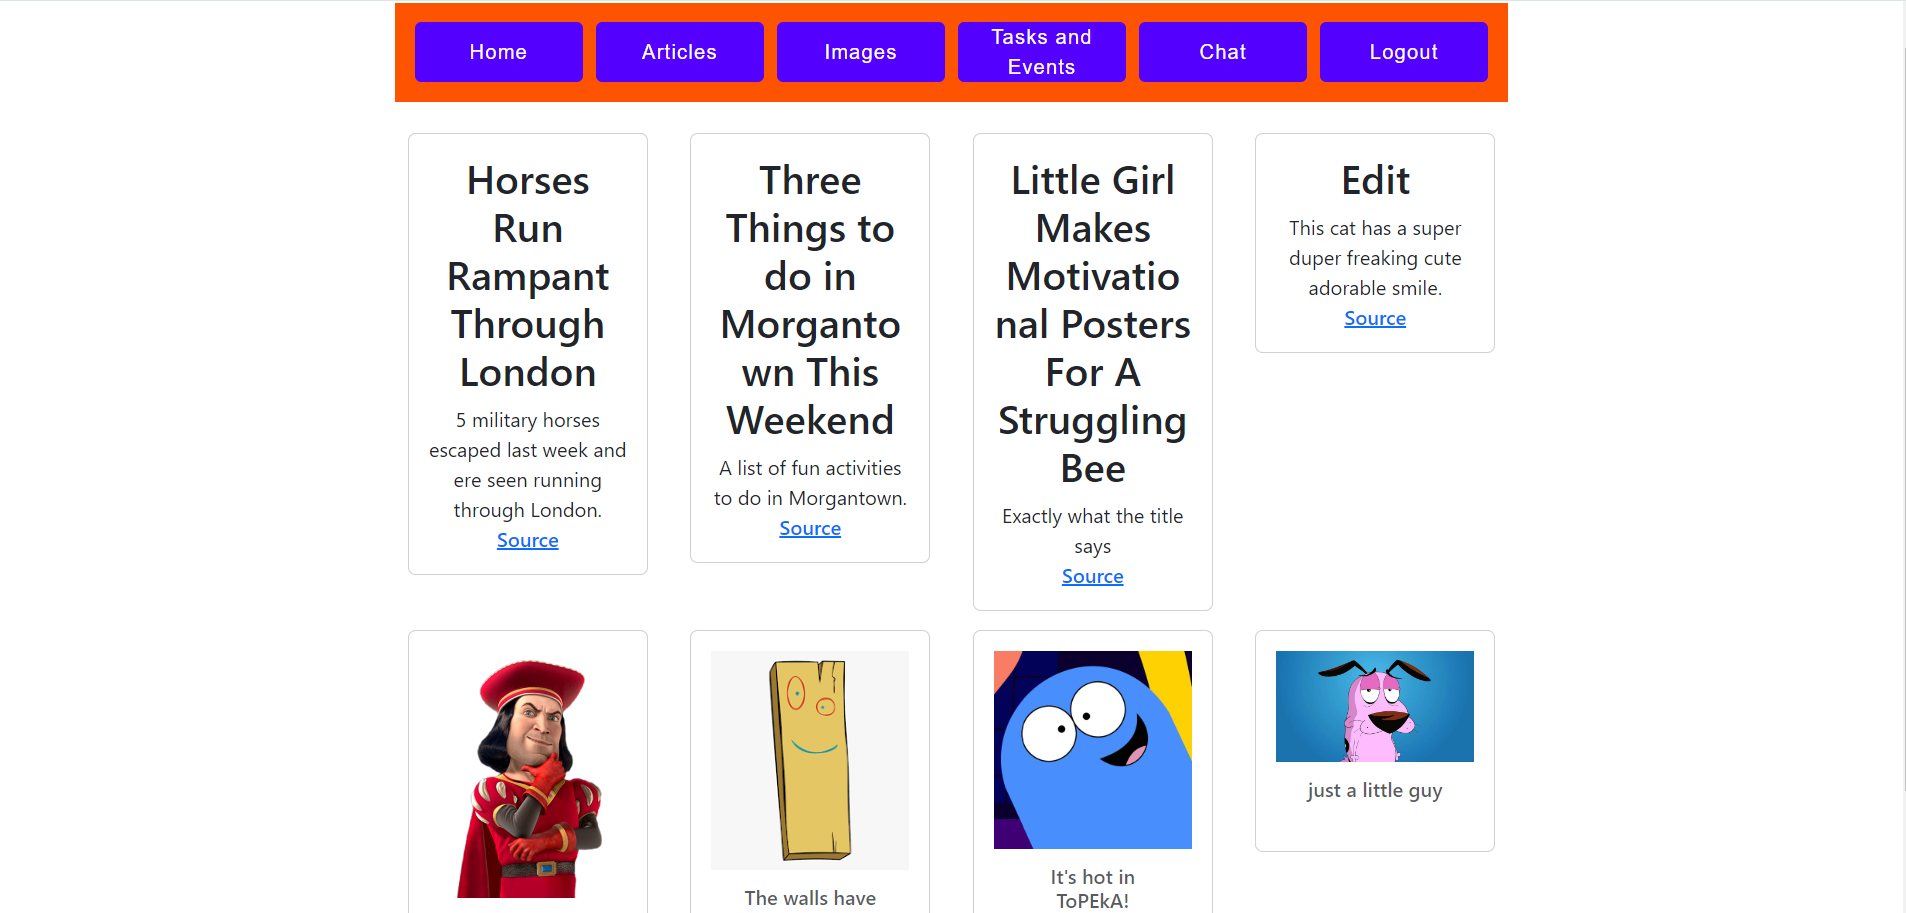 Home
Articles
Images
Tasks and
Events
Chat
Logout
Horses
Run
Rampant
Through
London
5 military horses
escaped last week and
ere seen running
through London.
Source
Three
Things to
do in
Morganto
wn This
Weekend
A list of fun activities
to do in Morgantown.
Source
Little Girl
Makes
Motivatio
nal Posters
For A
Struggling
Bee
Exactly what the title
says
Source
Edit
This cat has a super
duper freaking cute
adorable smile.
Source
The walls have
It's hot in
ToPEkA!
just a little guy